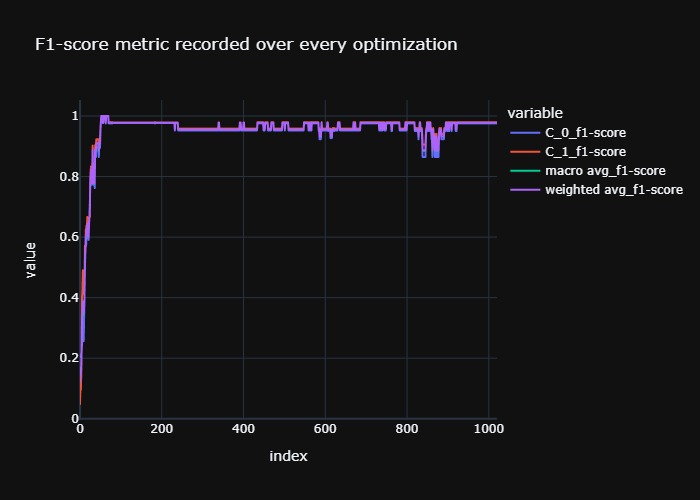 F1-score metric recorded over every optimization
variable
C_0_f1-score
C_1_f1-score
macro avg_f1-score
weighted avg_f1-score
value
1
0.8
0.6
0.4
0.2
0
0 200 400 600 800 1000
index